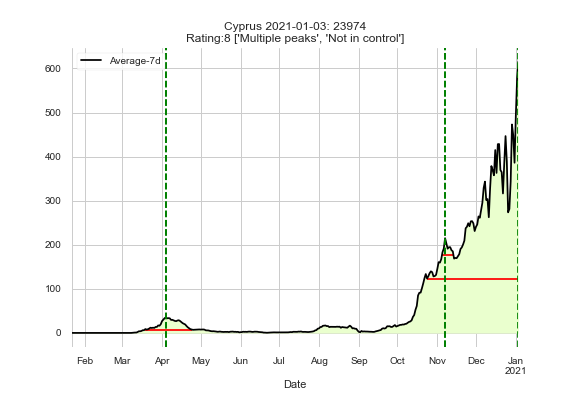 Cyprus 2021-01-03: 23974
Rating:8 ['Multiple peaks', 'Not in control']
Average-7d
600
500
400
300
200
100
0
Feb Mar Apr May Jun Jul Aug Sep Oct Nov Dec Jan
2021
Date